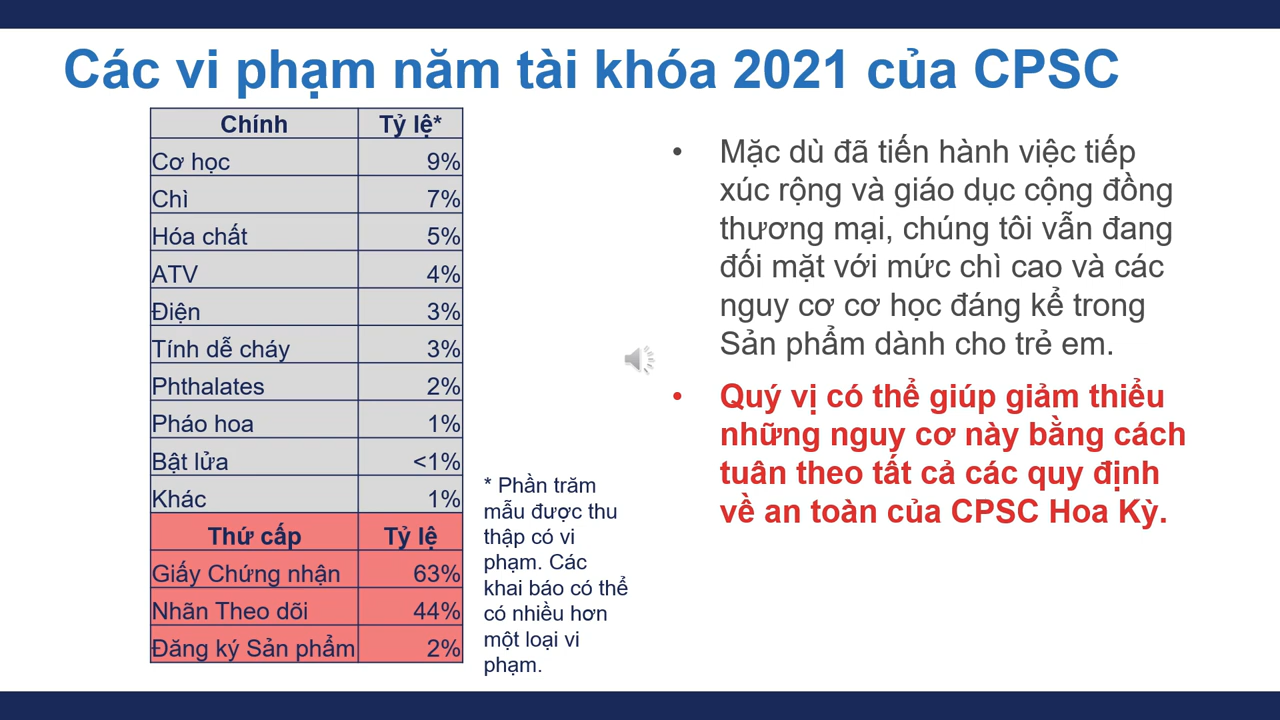 Các vi phạm năm tài khóa 2021 của CPSC
Chính Tỷ lệ*
Cơ học 9%
Chì 7%
Hóa chất 5%
ATV 4%
Điện 3%
Tính dễ cháy 3%
Phthalates 2%
Pháo hoa 1%
Bật lửa <1%
Khác 1%
Thứ cấp Tỷ lệ
Giấy Chứng nhận 63%
Nhãn Theo dõi 44%
Đăng ký Sản phẩm 2%
* Phần trăm
mẫu được thu
thập có vi
phạm. Các
khai báo có thể
có nhiều hơn
một loại vi
phạm.
• Mặc dù đã tiến hành việc tiếp
xúc rộng và giáo dục cộng đồng
thương mại, chúng tôi vẫn đang
đối mặt với mức chì cao và các
nguy cơ cơ học đáng kể trong
Sản phẩm dành cho trẻ em.
• Quý vị có thể giúp giảm thiểu
những nguy cơ này bằng cách
tuân theo tất cả các quy định
về an toàn của CPSC Hoa Kỳ.